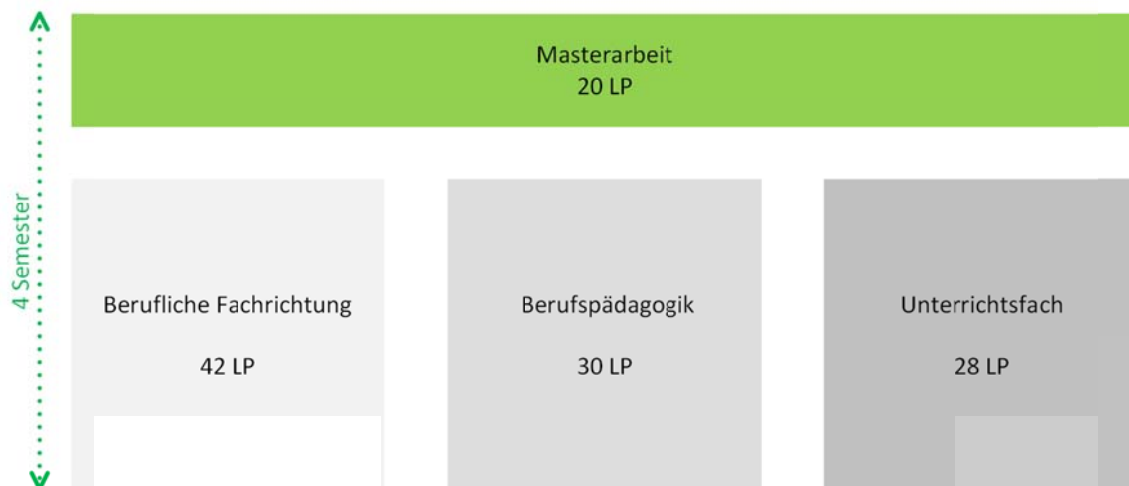 Masterarbeit
20 LP
4 Semester
Berufliche Fachrichtung
42 LP
Berufspädagogik
30 LP
Unterrichtsfach
28 LP